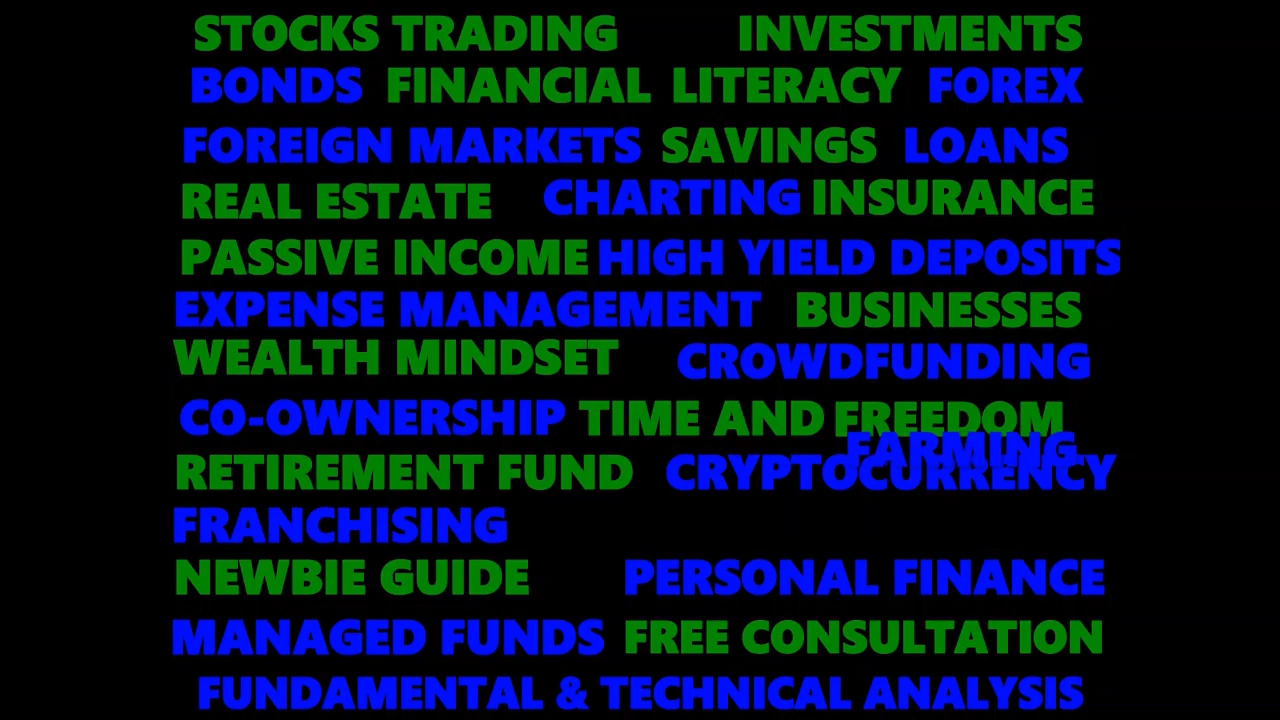 STOCKS TRADING INVESTMENTS
BONDS FINANCIAL LITERACY FOREX
FOREIGN MARKETS SAVINGS LOANS
REAL ESTATE CHARTING INSURANCE
PASSIVE INCOME HIGH YIELD DEPOSITS
EXPENSE MANAGEMENT BUSINESSES
WEALTH MINDSET CROWDFUNDING
CO-OWNERSHIP TIME AND FREEDOM
FARMING
RETIREMENT FUND CRYPTOCURRENCY
FRANCHISING
NEWBIE GUIDE PERSONAL FINANCE
MANAGED FUNDS FREE CONSULTATION
FUNDAMENTAL & TECHNICAL ANALYSIS